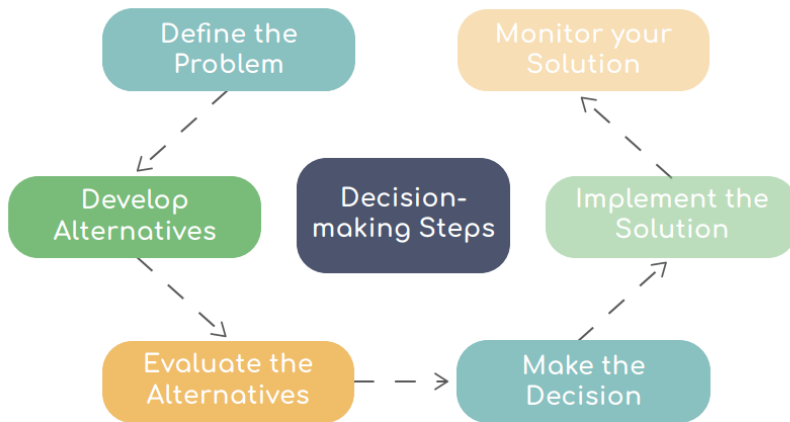 Define the
Problem
Monitor your
Solution
Develop
Alternatives
Decision-
making Steps
Implement the
Solution
Evaluate the
Alternatives
Make the
Decision